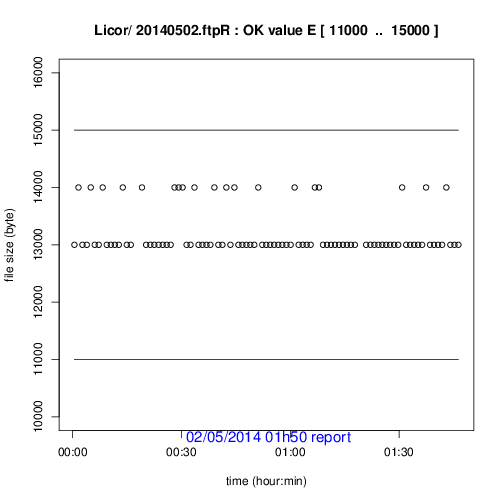 Licor/ 20140502.ftpR : OK value E [ 11000 .. 15000 ]
file size (byte)
16000
15000
14000
13000
12000
11000
10000
02/05/2014 01h50 report
00:00 00:30 01:00 01:30
time (hour:min)